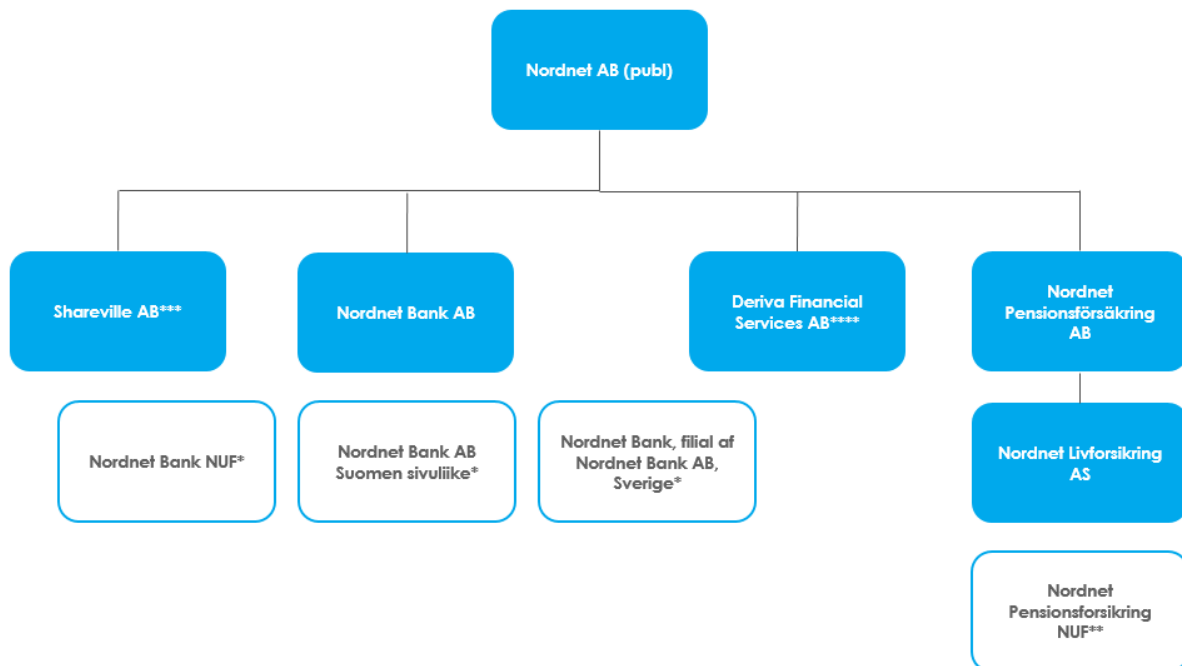 Nordnet AB (publ)
Shareville AB***
Nordnet Bank AB
Deriva Financial
Services AB****
Nordnet
Pensionsförsäkring
AB
Nordnet Bank NUF*
Nordnet Bank AB
Suomen sivuliike*
Nordnet Bank, filial af
Nordnet Bank AB,
Sverige*
Nordnet Livforsikring
AS
Nordnet
Pensionsforsikring
NUF**